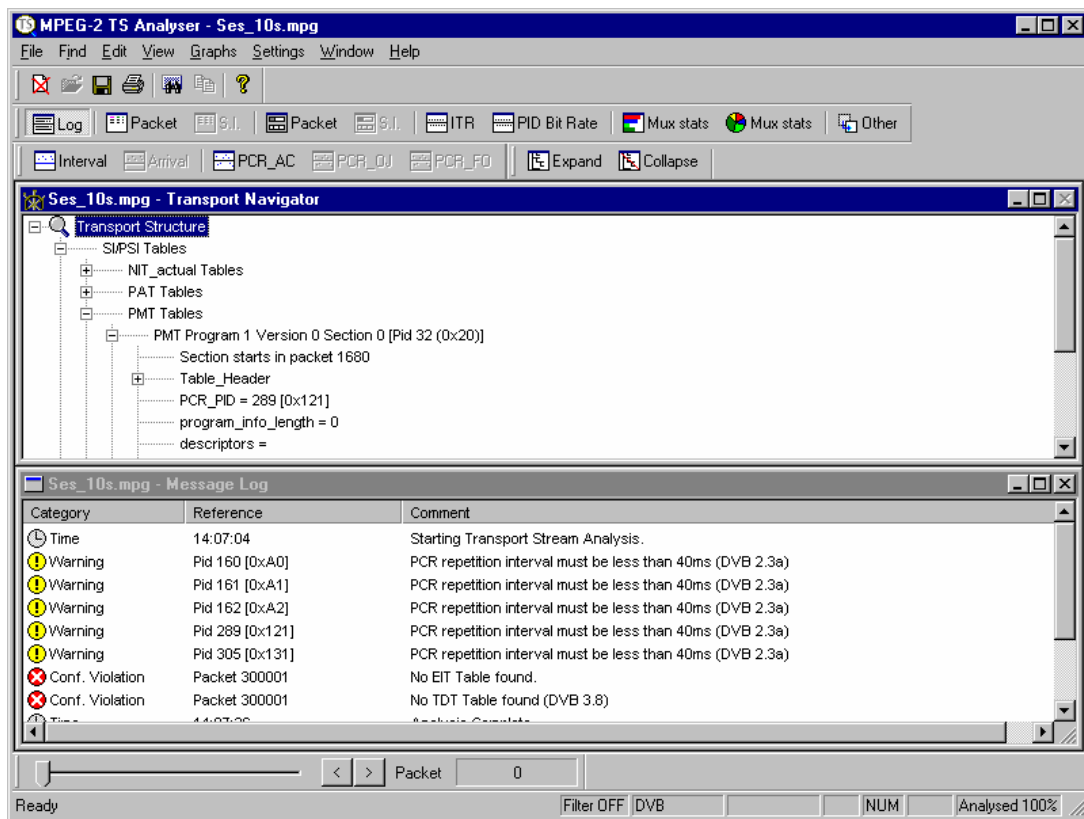 MPEG-2 TS Analyser - Ses_10s.mpg
File Find Edit View Graphs Settings Window Help
Log Packet S.I. Packet S.I. ITR PID Bit Rate Mux stats Mux stats Other
Interval Arrival PCR_AC PCR_OJ PCR_FO Expand Collapse
Ses_10s.mpg - Transport Navigator
Transport Structure
SI/PSI Tables
NIT_actual Tables
PAT Tables
PMT Tables
PMT Program 1 Version 0 Section 0 [Pid 32 (0x20)]
Section starts in packet 1680
Table_Header
PCR_PID = 289 [0x121]
program_info_length = 0
descriptors =
Ses_10s.mpg - Message Log
Category Reference Comment
Time 14:07:04 Starting Transport Stream Analysis.
Warning Pid 160 [0xA0] PCR repetition interval must be less than 40ms (DVB 2.3a)
Warning Pid 161 [0xA1] PCR repetition interval must be less than 40ms (DVB 2.3a)
Warning Pid 162 [0xA2] PCR repetition interval must be less than 40ms (DVB 2.3a)
Warning Pid 289 [0x121] PCR repetition interval must be less than 40ms (DVB 2.3a)
Warning Pid 305 [0x131] PCR repetition interval must be less than 40ms (DVB 2.3a)
Conf. Violation Packet 300001 No EIT Table found.
Conf. Violation Packet 300001 No TDT Table found (DVB 3.8)
Time Analysis Complete
< > Packet 0
Ready Filter OFF DVB NUM Analysed 100%